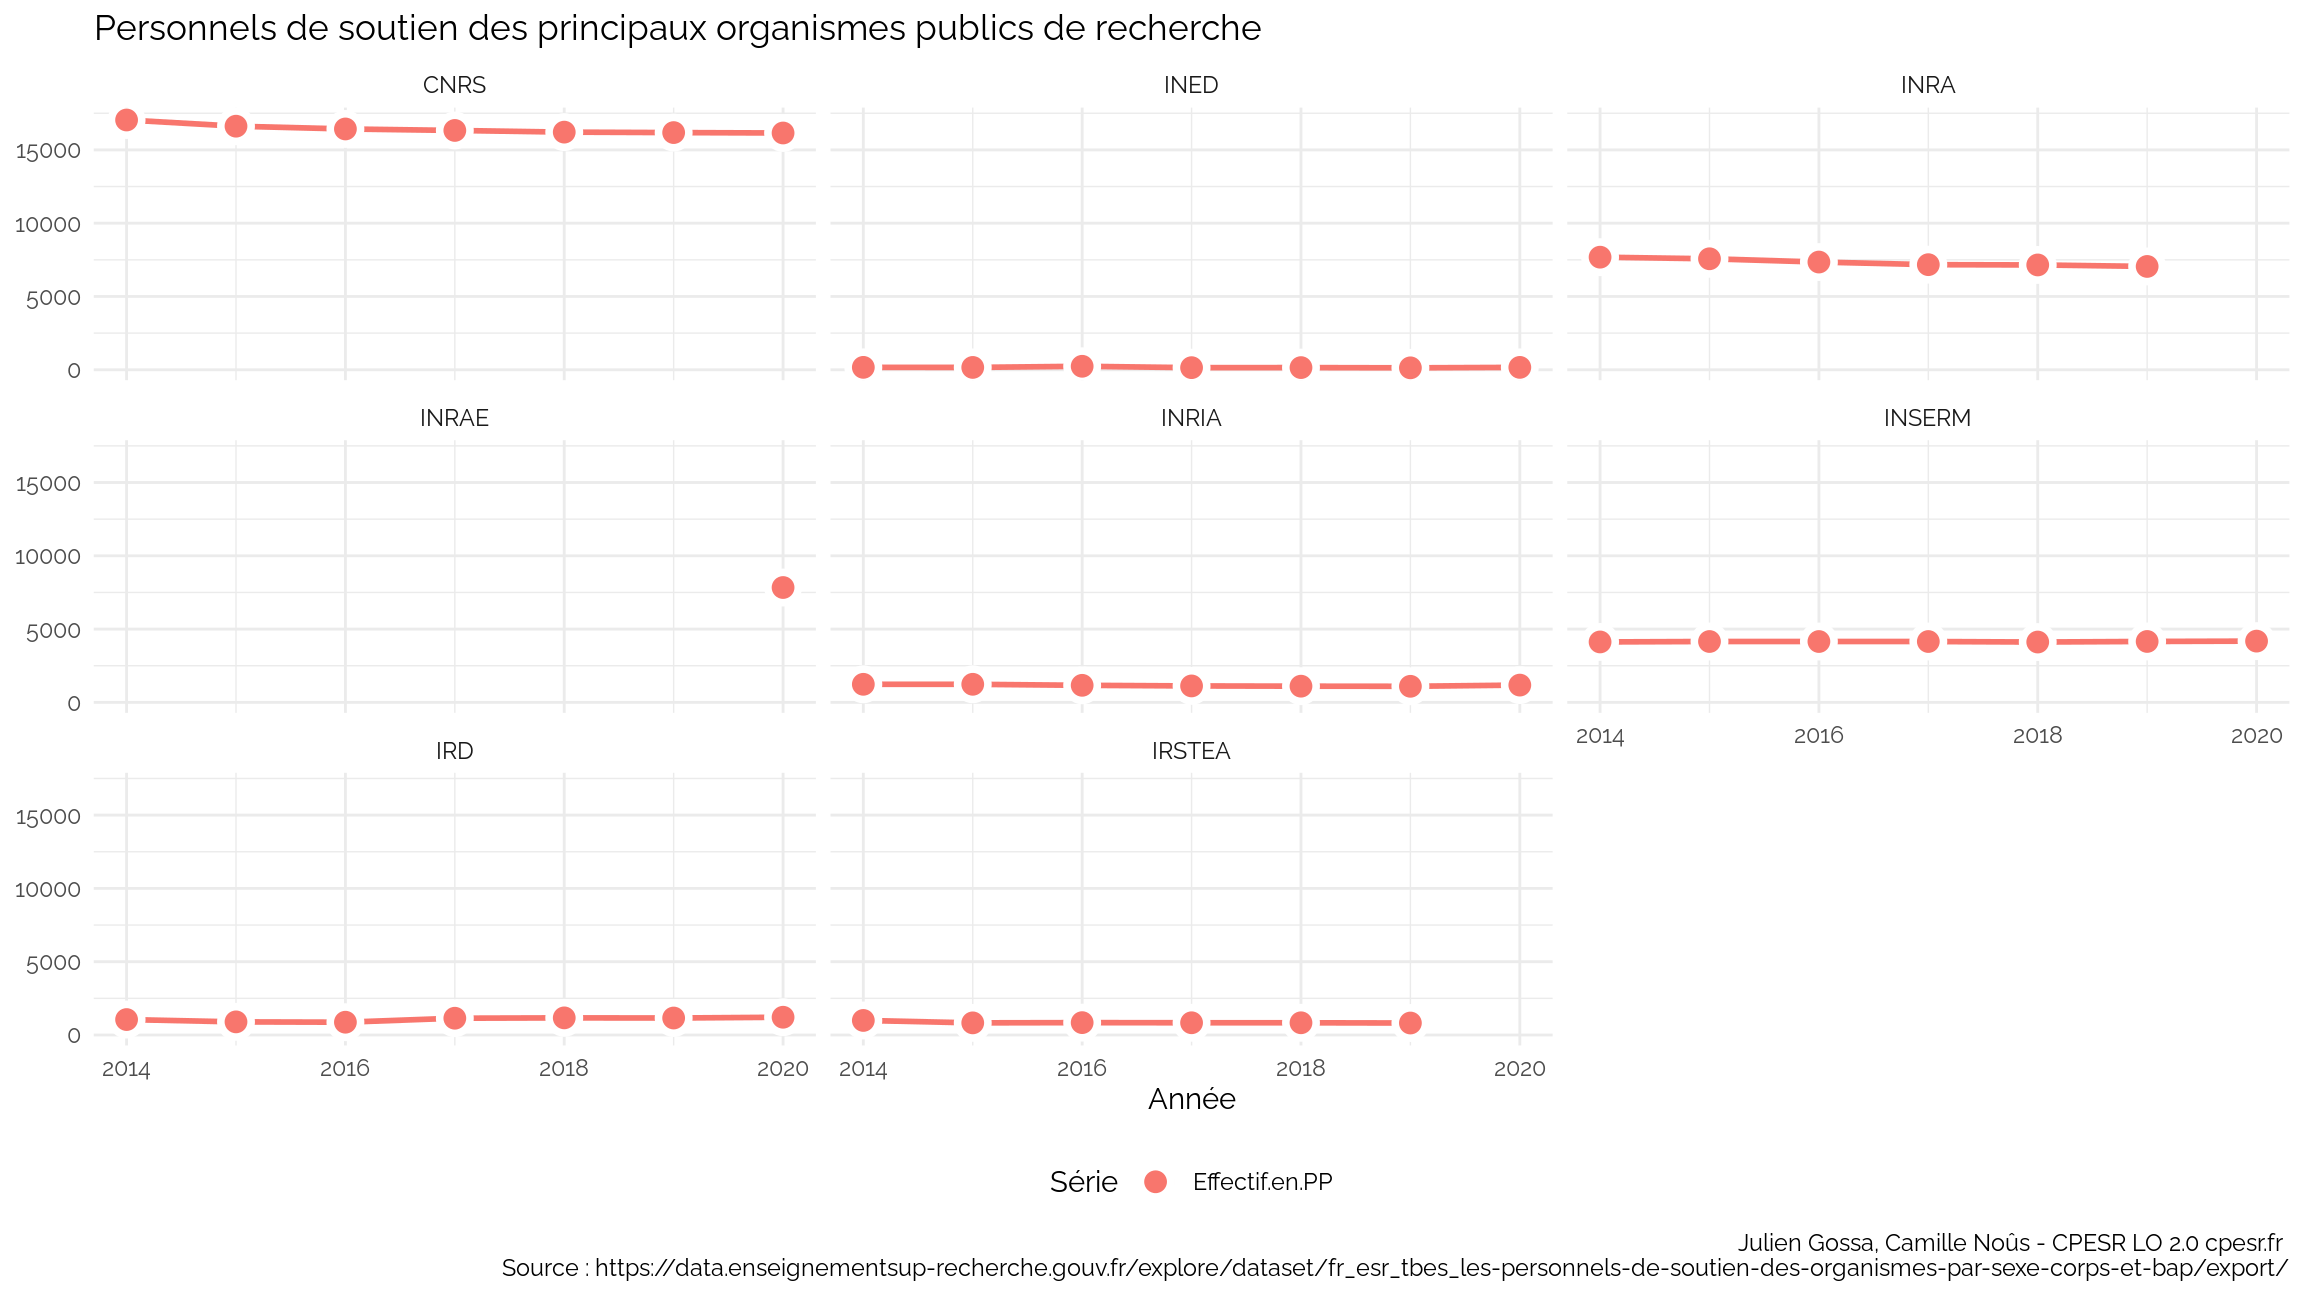 Personnels de soutien des principaux organismes publics de recherche
CNRS
INED
INRA
15000
10000
5000
0
INRAE
INRIA
INSERM
15000
10000
5000
0
2014 2016 2018 2020
IRD
IRSTEA
15000
10000
5000
0
2014 2016 2018 2020
2014 2016 2018 2020
Année
Série Effectif.en.PP
Julien Gossa, Camille Noûs - CPESR LO 2.0 cpesr.fr
Source : https://data.enseignementsup-recherche.gouv.fr/explore/dataset/fr_esr_tbes_les-personnels-de-soutien-des-organismes-par-sexe-corps-et-bap/export/